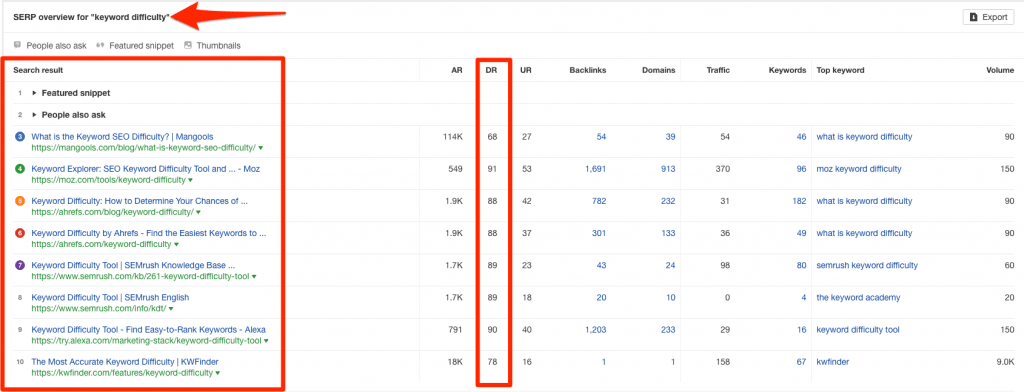 SERP overview for "keyword difficulty"
Export
People also ask Featured snippet Thumbnails
Search result AR DR UR Backlinks Domains Traffic Keywords Top keyword Volume
1 Featured snippet
2 People also ask
3 What is the Keyword SEO Difficulty? | Mangools 114K 68 27 54 39 54 46 what is keyword difficulty 90
https://mangools.com/blog/what-is-keyword-seo-difficulty/
4 Keyword Explorer: SEO Keyword Difficulty Tool and ... - Moz 549 91 53 1,691 913 370 96 moz keyword difficulty 150
https://moz.com/tools/keyword-difficulty
5 Keyword Difficulty: How to Determine Your Chances of ... 1.9K 88 42 782 232 31 182 what is keyword difficulty 90
https://ahrefs.com/blog/keyword-difficulty/
6 Keyword Difficulty by Ahrefs - Find the Easiest Keywords to ... 1.9K 88 37 301 133 36 49 what is keyword difficulty 90
https://ahrefs.com/keyword-difficulty
7 Keyword Difficulty Tool | SEMrush Knowledge Base ... 1.7K 89 23 43 24 98 80 semrush keyword difficulty 60
https://www.semrush.com/kb/261-keyword-difficulty-tool
8 Keyword Difficulty Tool | SEMrush English 1.7K 89 18 20 10 0 4 the keyword academy 20
https://www.semrush.com/info/kdt/
9 Keyword Difficulty Tool - Find Easy-to-Rank Keywords - Alexa 791 90 40 1,203 233 29 16 keyword difficulty tool 150
https://try.alexa.com/marketing-stack/keyword-difficulty-tool
10 The Most Accurate Keyword Difficulty | KWFinder 18K 78 16 1 1 158 67 kwfinder 9.0K
https://kwfinder.com/features/keyword-difficulty